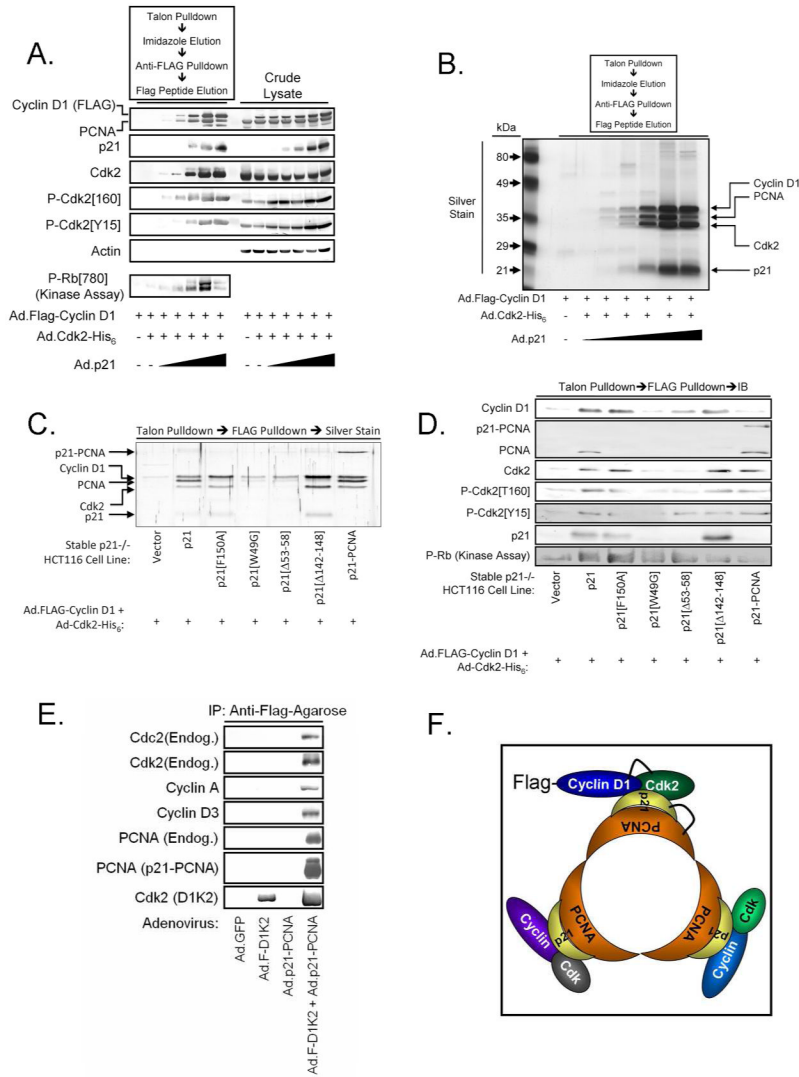 A.
Talon Pulldown
Imidazole Elution
Anti-FLAG Pulldown
Flag Peptide Elution
Crude
Lysate
Cyclin D1 (FLAG)
PCNA
p21
Cdk2
P-Cdk2[160]
P-Cdk2[Y15]
Actin
P-Rb[780]
(Kinase Assay)
Ad.Flag-Cyclin D1 + + + + + + + + + + + + + +
Ad.Cdk2-His6 - + + + + + + - + + + + + +
Ad.p21 - - - -
B.
Talon Pulldown
Imidazole Elution
Anti-FLAG Pulldown
Flag Peptide Elution
kDa
80
49
35
29
21
Silver
Stain
Cyclin D1
PCNA
Cdk2
p21
Ad.Flag-Cyclin D1 + + + + + + +
Ad.Cdk2-His6 - + + + + + +
Ad.p21 -
C.
Talon Pulldown → FLAG Pulldown → Silver Stain
p21-PCNA
Cyclin D1
PCNA
Cdk2
p21
Stable p21-/-
HCT116 Cell Line:
Vector
p21
p21[F150A]
p21[W49G]
p21[Δ53-58]
p21[Δ142-148]
p21-PCNA
Ad.FLAG-Cyclin D1 +
Ad-Cdk2-His6: + + + + + + +
D.
Talon Pulldown→FLAG Pulldown→IB
Cyclin D1
p21-PCNA
PCNA
Cdk2
P-Cdk2[T160]
P-Cdk2[Y15]
p21
P-Rb (Kinase Assay)
Stable p21-/-
HCT116 Cell Line:
Vector
p21
p21[F150A]
p21[W49G]
p21[Δ53-58]
p21[Δ142-148]
p21-PCNA
Ad.FLAG-Cyclin D1 +
Ad-Cdk2-His6: + + + + + + +
E.
IP: Anti-Flag-Agarose
Cdc2(Endog.)
Cdk2(Endog.)
Cyclin A
Cyclin D3
PCNA (Endog.)
PCNA (p21-PCNA)
Cdk2 (D1K2)
Adenovirus:
Ad.GFP
Ad.F-D1K2
Ad.p21-PCNA
Ad.F-D1K2 + Ad.p21-PCNA
F.
Flag-
Cyclin D1
Cdk2
p21
PCNA
Cyclin
Cdk
p21
PCNA
PCNA
p21
Cyclin
Cdk